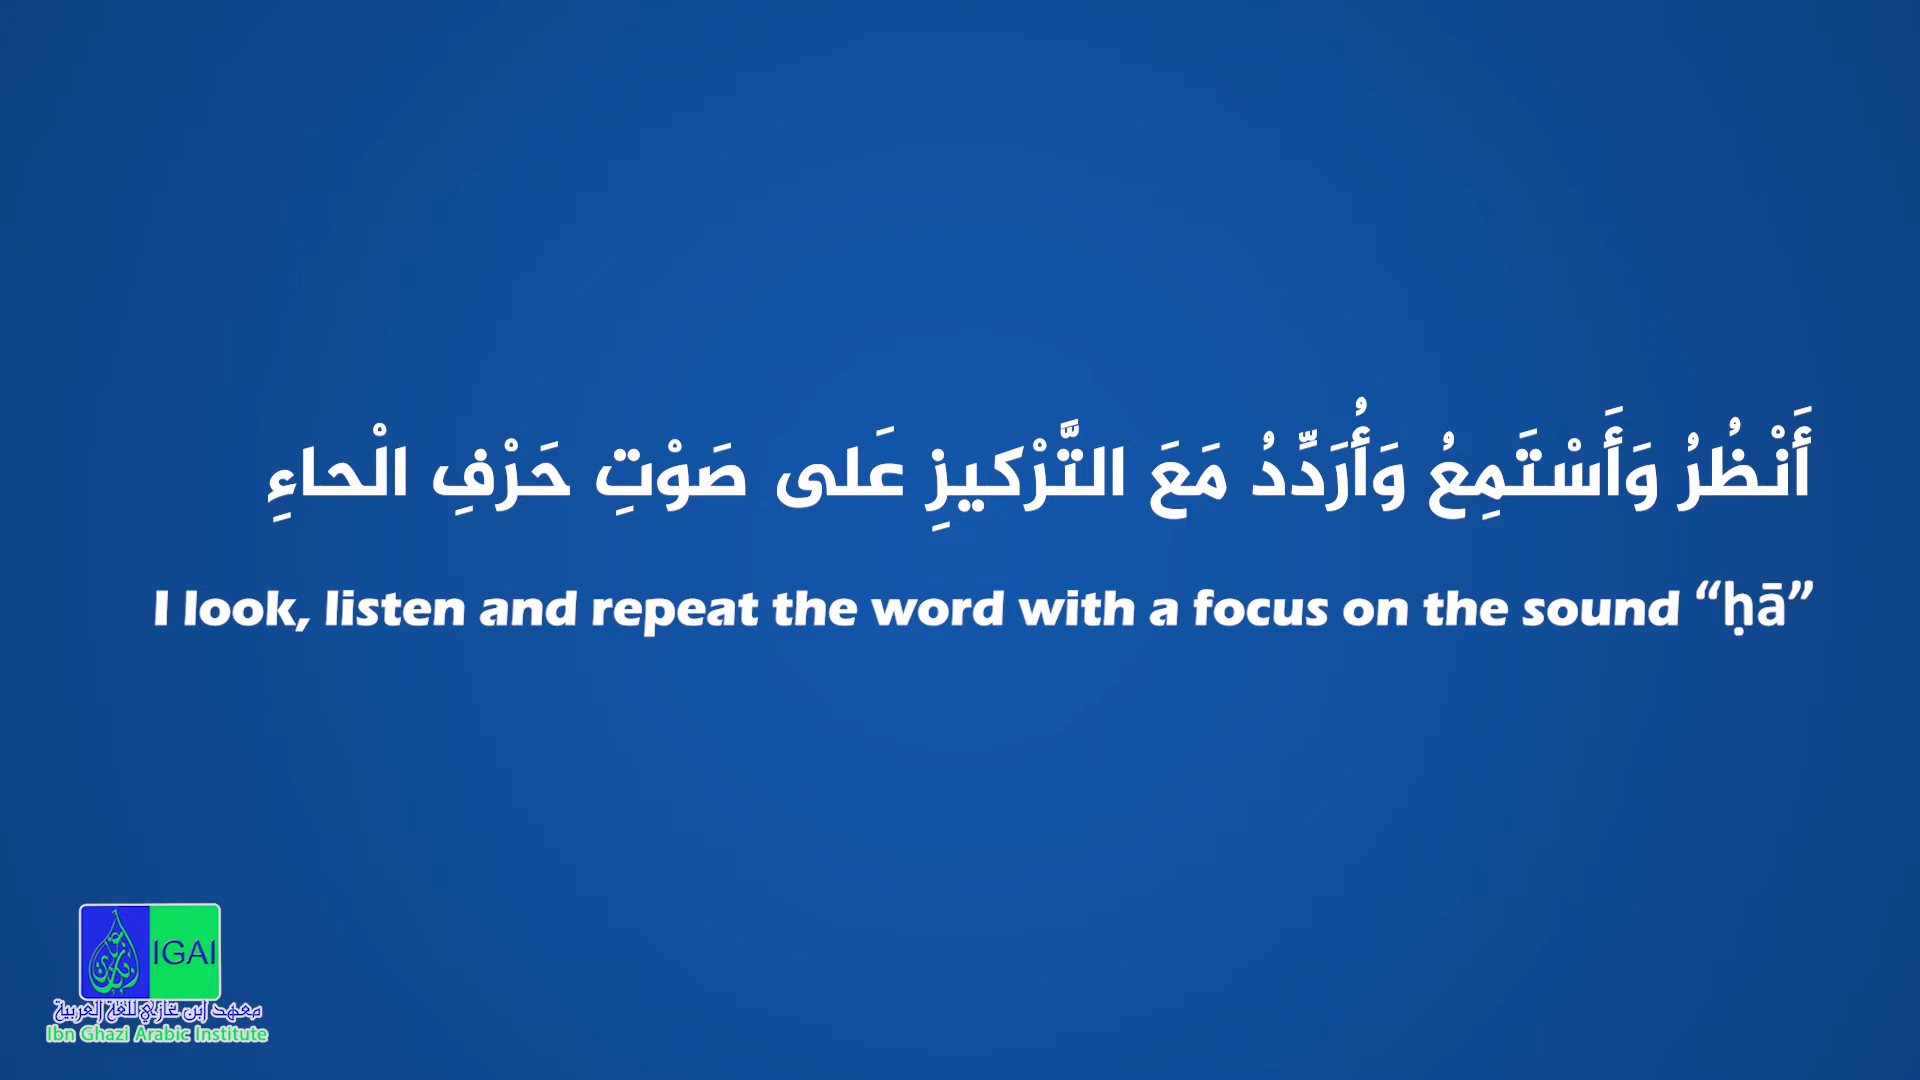 أَنْظُرُ وَأَسْتَمِعُ وَأُرَدِّدُ مَعَ التَّرْكيزِ عَلى صَوْتِ حَرْفِ الْحاءِ
I look, listen and repeat the word with a focus on the sound “ḥā”
IGAI
معهد ابن غازي للغة العربية
Ibn Ghazi Arabic Institute